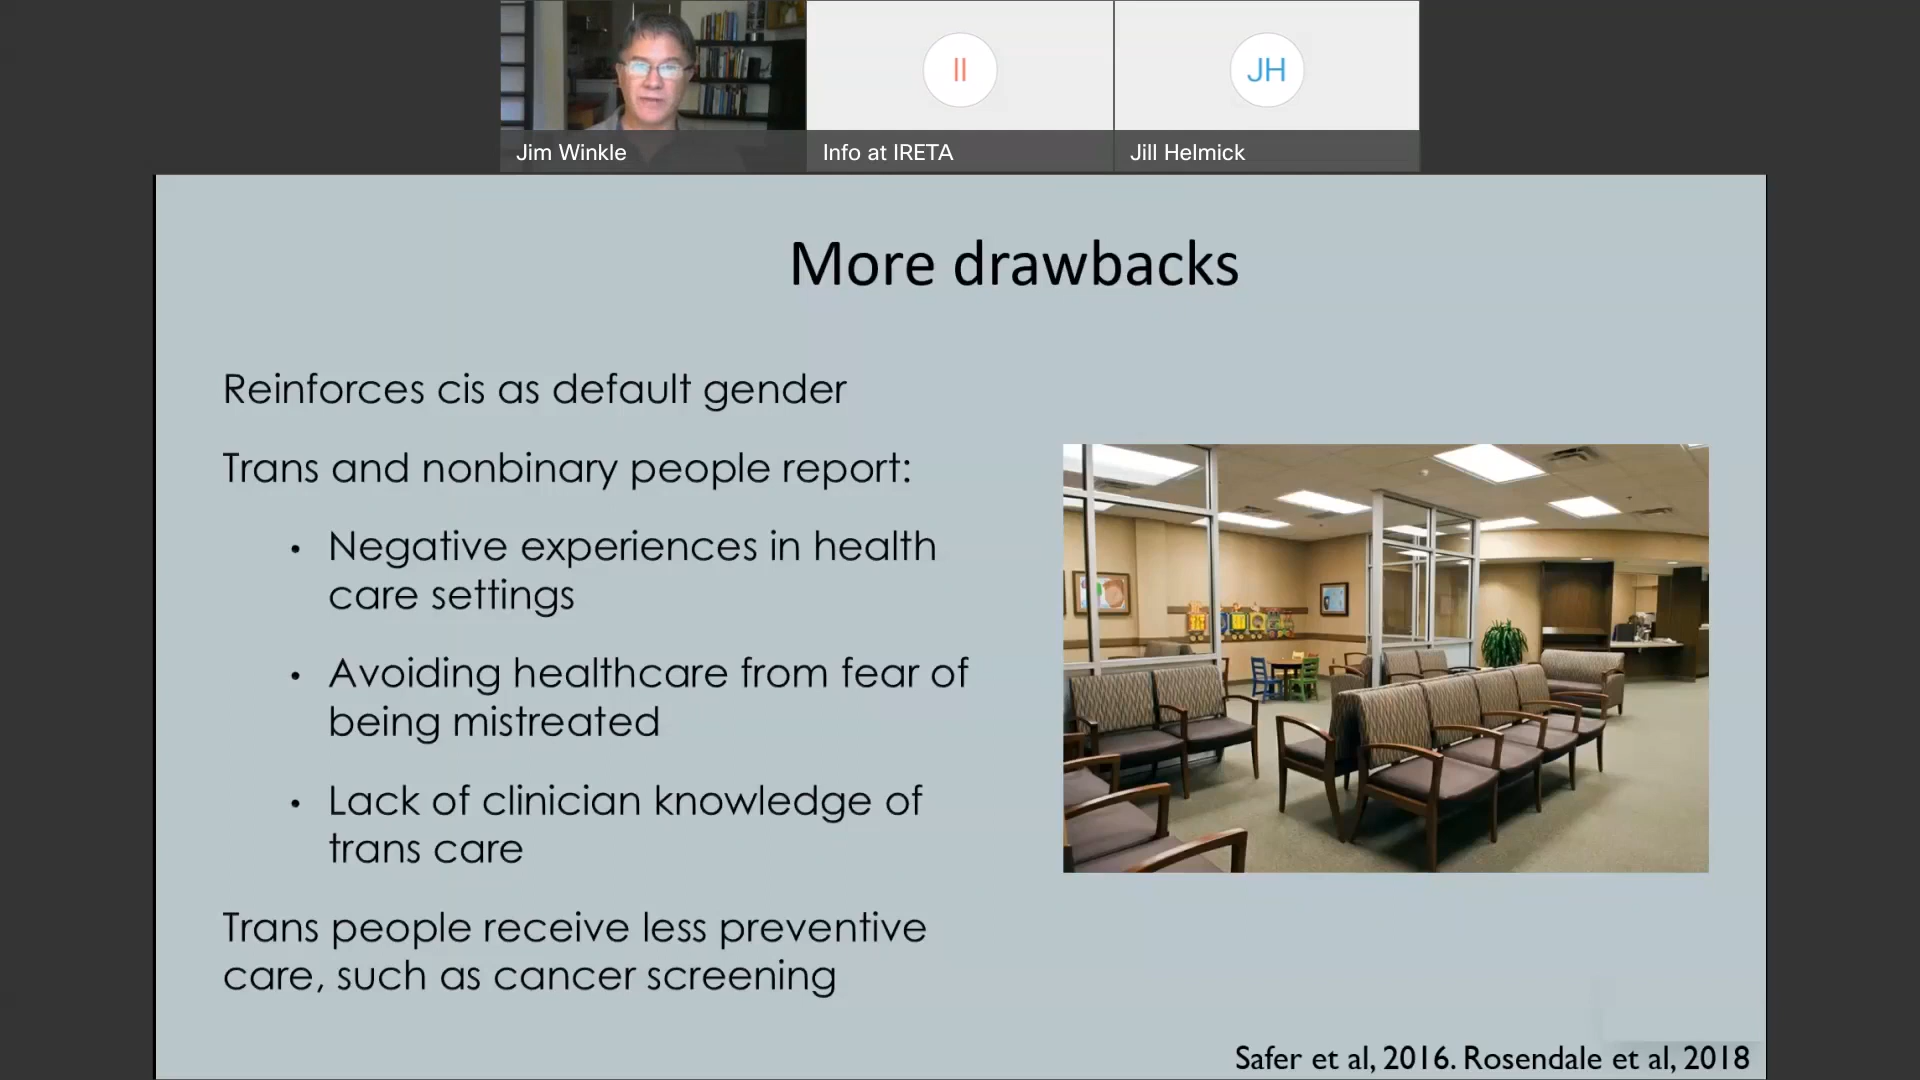 II
JH
Jim Winkle
Info at IRETA
Jill Helmick
More drawbacks
Reinforces cis as default gender
Trans and nonbinary people report:
• Negative experiences in health
care settings
• Avoiding healthcare from fear of
being mistreated
• Lack of clinician knowledge of
trans care
Trans people receive less preventive
care, such as cancer screening
Safer et al, 2016. Rosendale et al, 2018